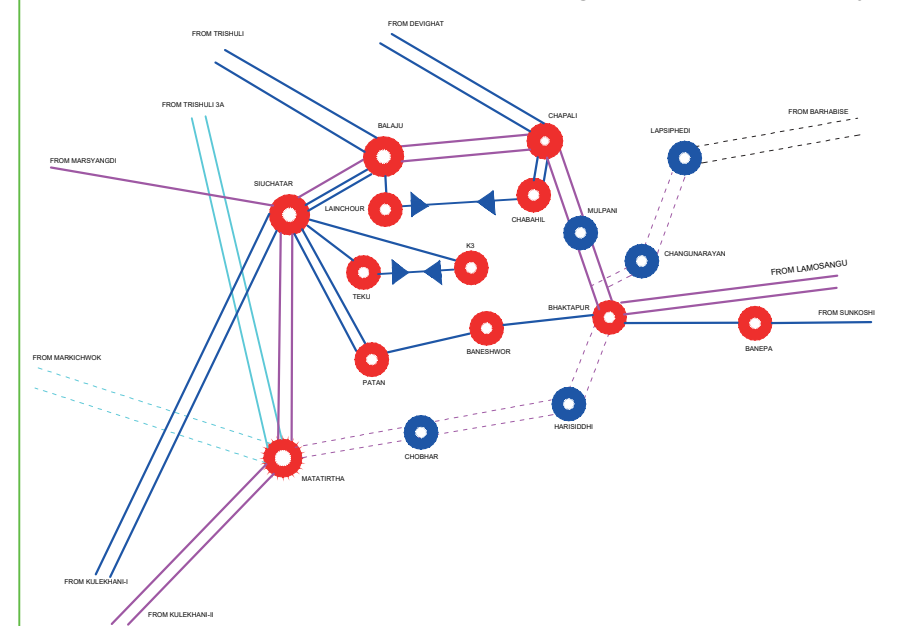 FROM DEVIGHAT
FROM TRISHULI
FROM TRISHULI 3A
FROM BARHABISE
CHAPALI
BALAJU
LAPSIPHEDI
FROM MARSYANGDI
SIUCHATAR
LAINCHOUR
MULPANI
CHABAHIL
K3
CHANGUNARAYAN
FROM LAMOSANGU
TEKU
BHAKTAPUR
FROM SUNKOSHI
BANESHWOR
BANEPA
FROM MARKICHWOK
PATAN
HARISIDDHI
CHOBHAR
MATATIRTHA
FROM KULEKHANI-I
FROM KULEKHANI-II